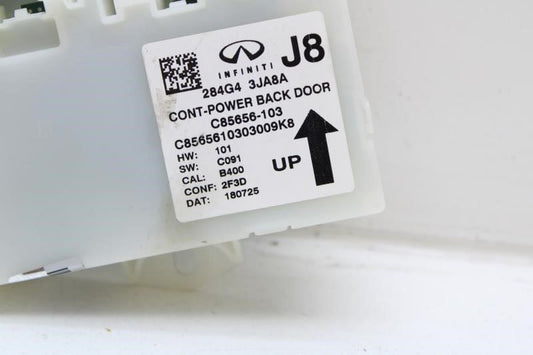 INFINITI J8
284G4 3JA8A
CONT-POWER BACK DOOR
C85656-103
C8565610303009K8
HW: 101
SW: C091
CAL: B400
CONF: 2F3D
DAT: 180725
UP